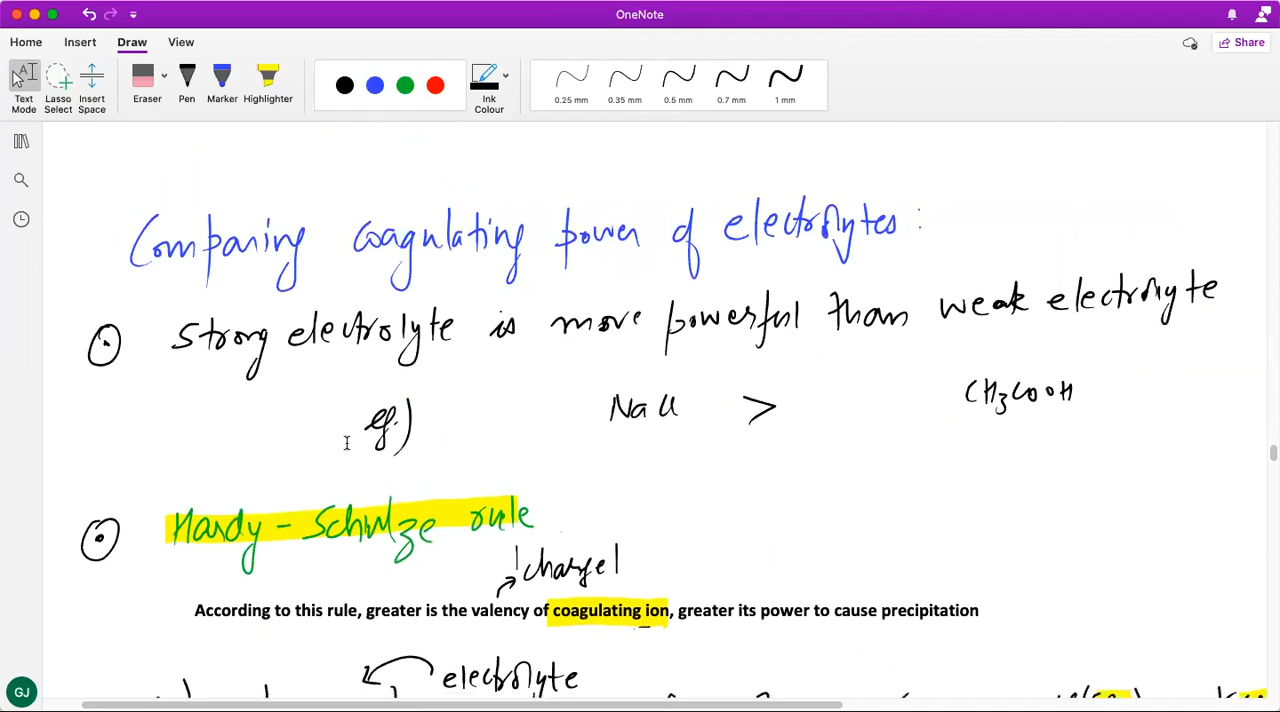 OneNote
Home Insert Draw View
Share
Text Mode
Lasso Select
Insert Space
Eraser
Pen
Marker
Highlighter
Ink Colour
0.25 mm 0.35 mm 0.5 mm 0.7 mm 1 mm
Comparing coagulating power of electrolytes :
Strong electrolyte is more powerful than weak electrolyte
eg.) NaCl > CH3COOH
Hardy - Schulze rule
|charge|
According to this rule, greater is the valency of coagulating ion, greater its power to cause precipitation
electrolyte
GJ